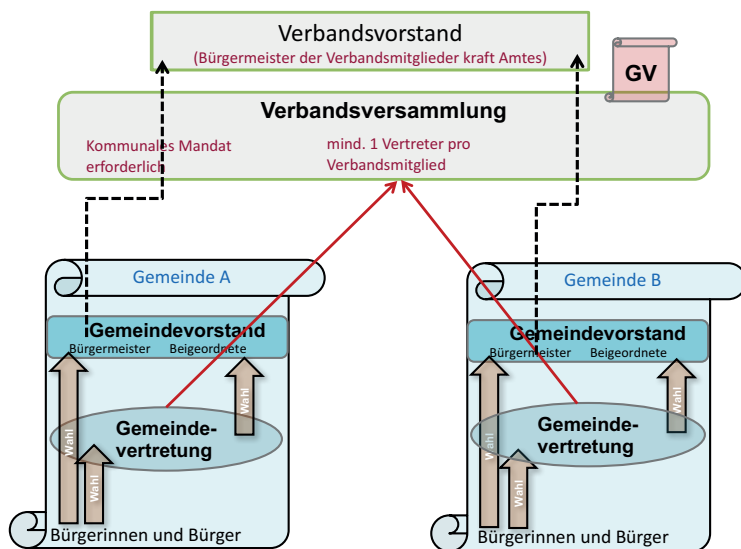 Verbandsvorstand
(Bürgermeister der Verbandsmitglieder kraft Amtes)
GV
Verbandsversammlung
Kommunales Mandat
erforderlich
mind. 1 Vertreter pro
Verbandsmitglied
Gemeinde A
Gemeindevorstand
Bürgermeister Beigeordnete
Wahl
Gemeinde-
vertretung
Wahl
Wahl
Bürgerinnen und Bürger
Gemeinde B
Gemeindevorstand
Bürgermeister Beigeordnete
Wahl
Gemeinde-
vertretung
Wahl
Wahl
Bürgerinnen und Bürger